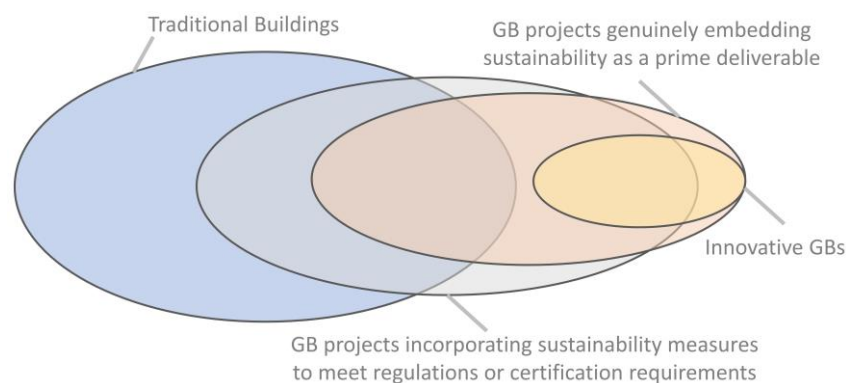 Traditional Buildings
GB projects genuinely embedding
sustainability as a prime deliverable
Innovative GBs
GB projects incorporating sustainability measures
to meet regulations or certification requirements